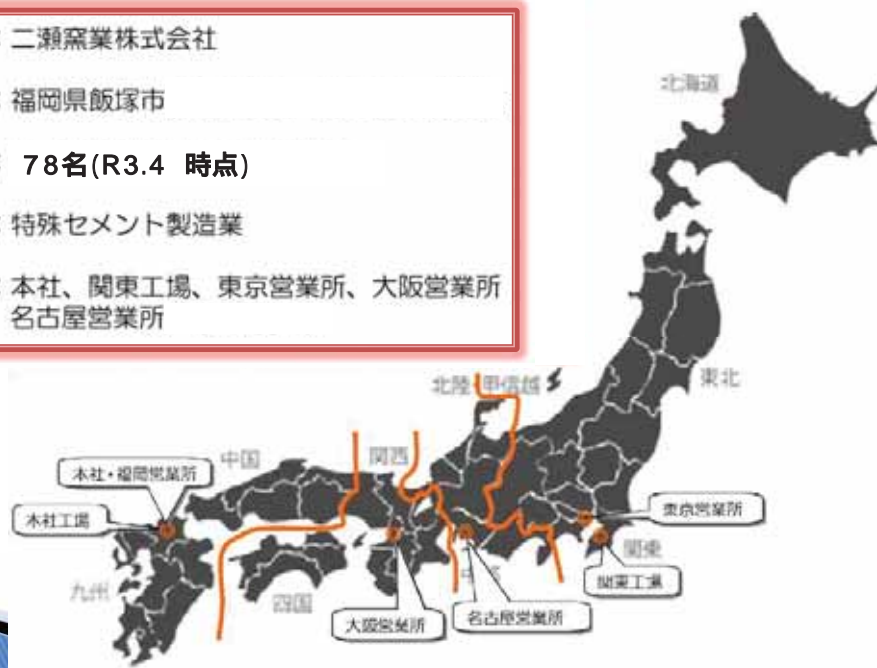 二瀬窯業株式会社
福岡県飯塚市
78名(R3.4 時点)
特殊セメント製造業
本社、関東工場、東京営業所、大阪営業所
名古屋営業所
北海道
東北
北陸・甲信越
関西
中国
本社・福岡営業所
本社工場
九州
四国
大阪営業所
名古屋営業所
東京営業所
関東
関東工場